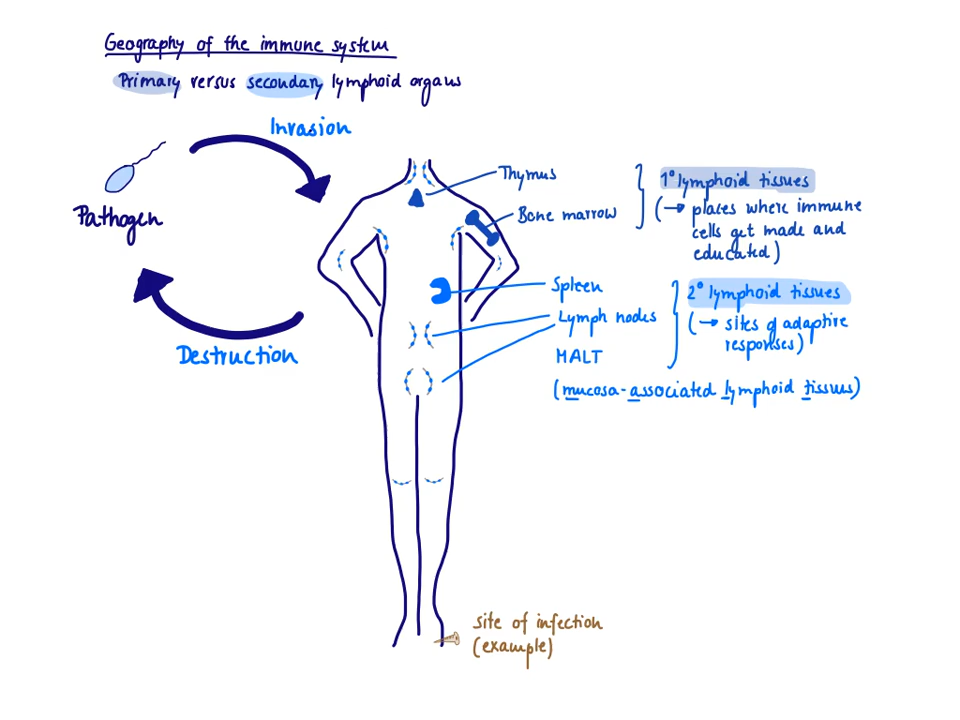 Geography of the immune system
Primary versus secondary lymphoid organs
Invasion
Pathogen
Destruction
Thymus
Bone marrow
1° lymphoid tissues
(→ places where immune
cells get made and
educated)
Spleen
Lymph nodes
MALT
(mucosa-associated lymphoid tissues)
2° lymphoid tissues
(→ sites of adaptive
responses)
site of infection
(example)